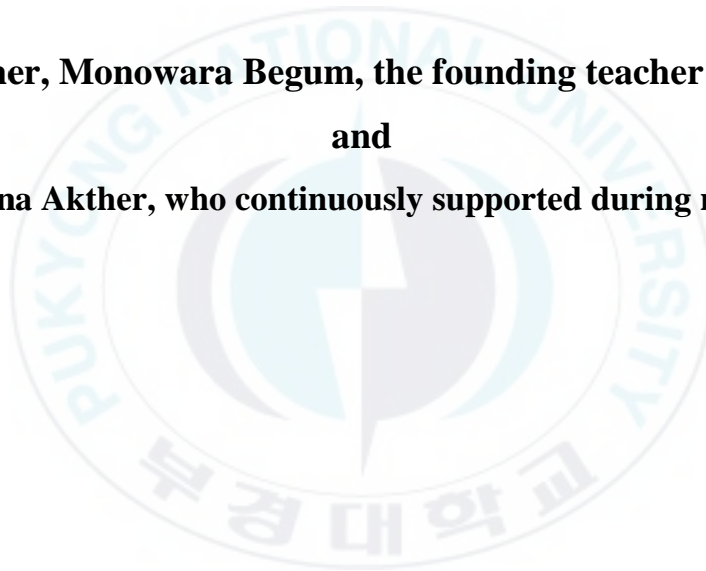 her, Monowara Begum, the founding teacher
and
na Akther, who continuously supported during
PUKYONG NATIONAL UNIVERSITY
부경대학교